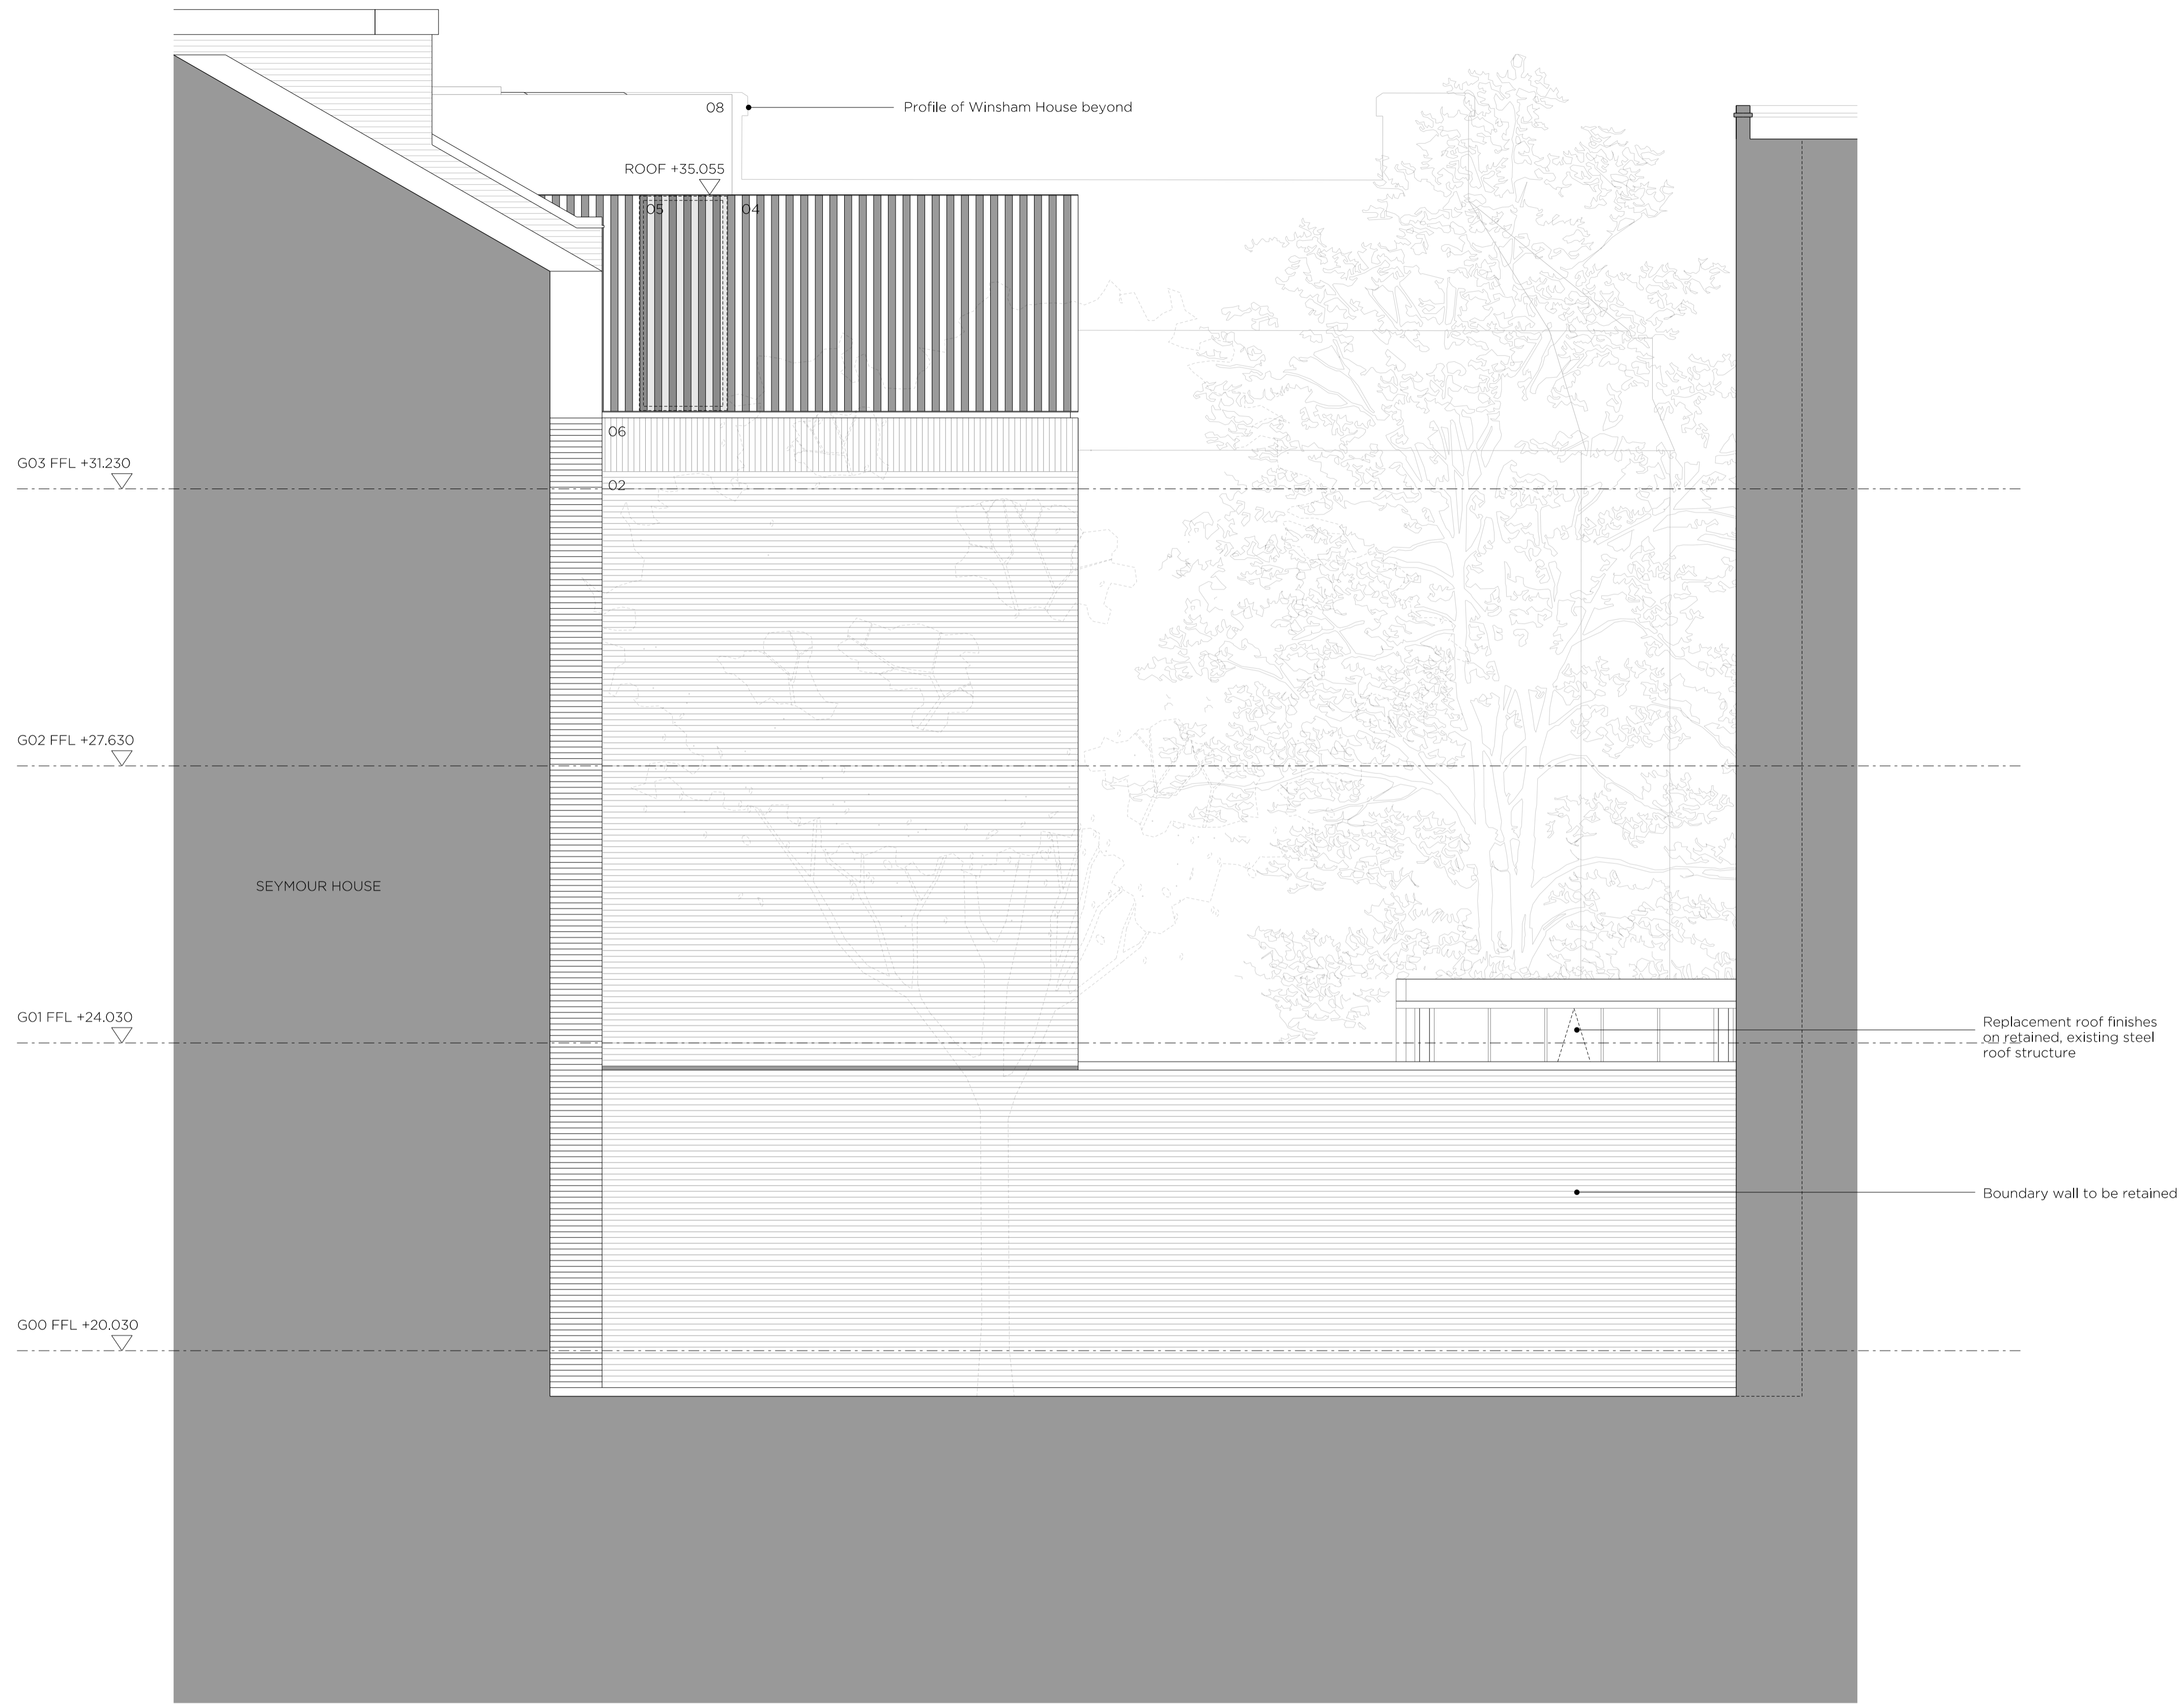 08
Profile of Winsham House beyond
ROOF +35.055
05
04
06
G03 FFL +31.230
02
G02 FFL +27.630
SEYMOUR HOUSE
G01 FFL +24.030
Replacement roof finishes
on retained, existing steel
roof structure
Boundary wall to be retained
G00 FFL +20.030